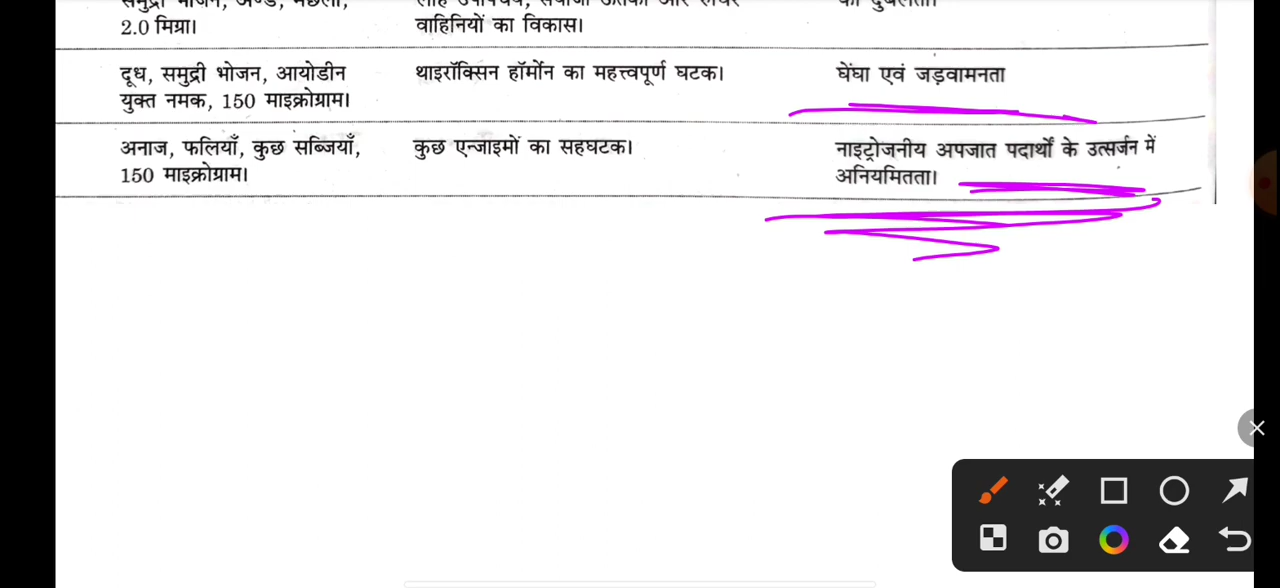 2.0 मिग्रा।
वाहिनियों का विकास।
दूध, समुद्री भोजन, आयोडीन
युक्त नमक, 150 माइक्रोग्राम।
थाइरॉक्सिन हॉर्मोन का महत्त्वपूर्ण घटक।
घेंघा एवं जड़वामनता
अनाज, फलियाँ, कुछ सब्जियाँ,
150 माइक्रोग्राम।
कुछ एन्जाइमों का सहघटक।
नाइट्रोजनीय अपजात पदार्थों के उत्सर्जन में
अनियमितता।